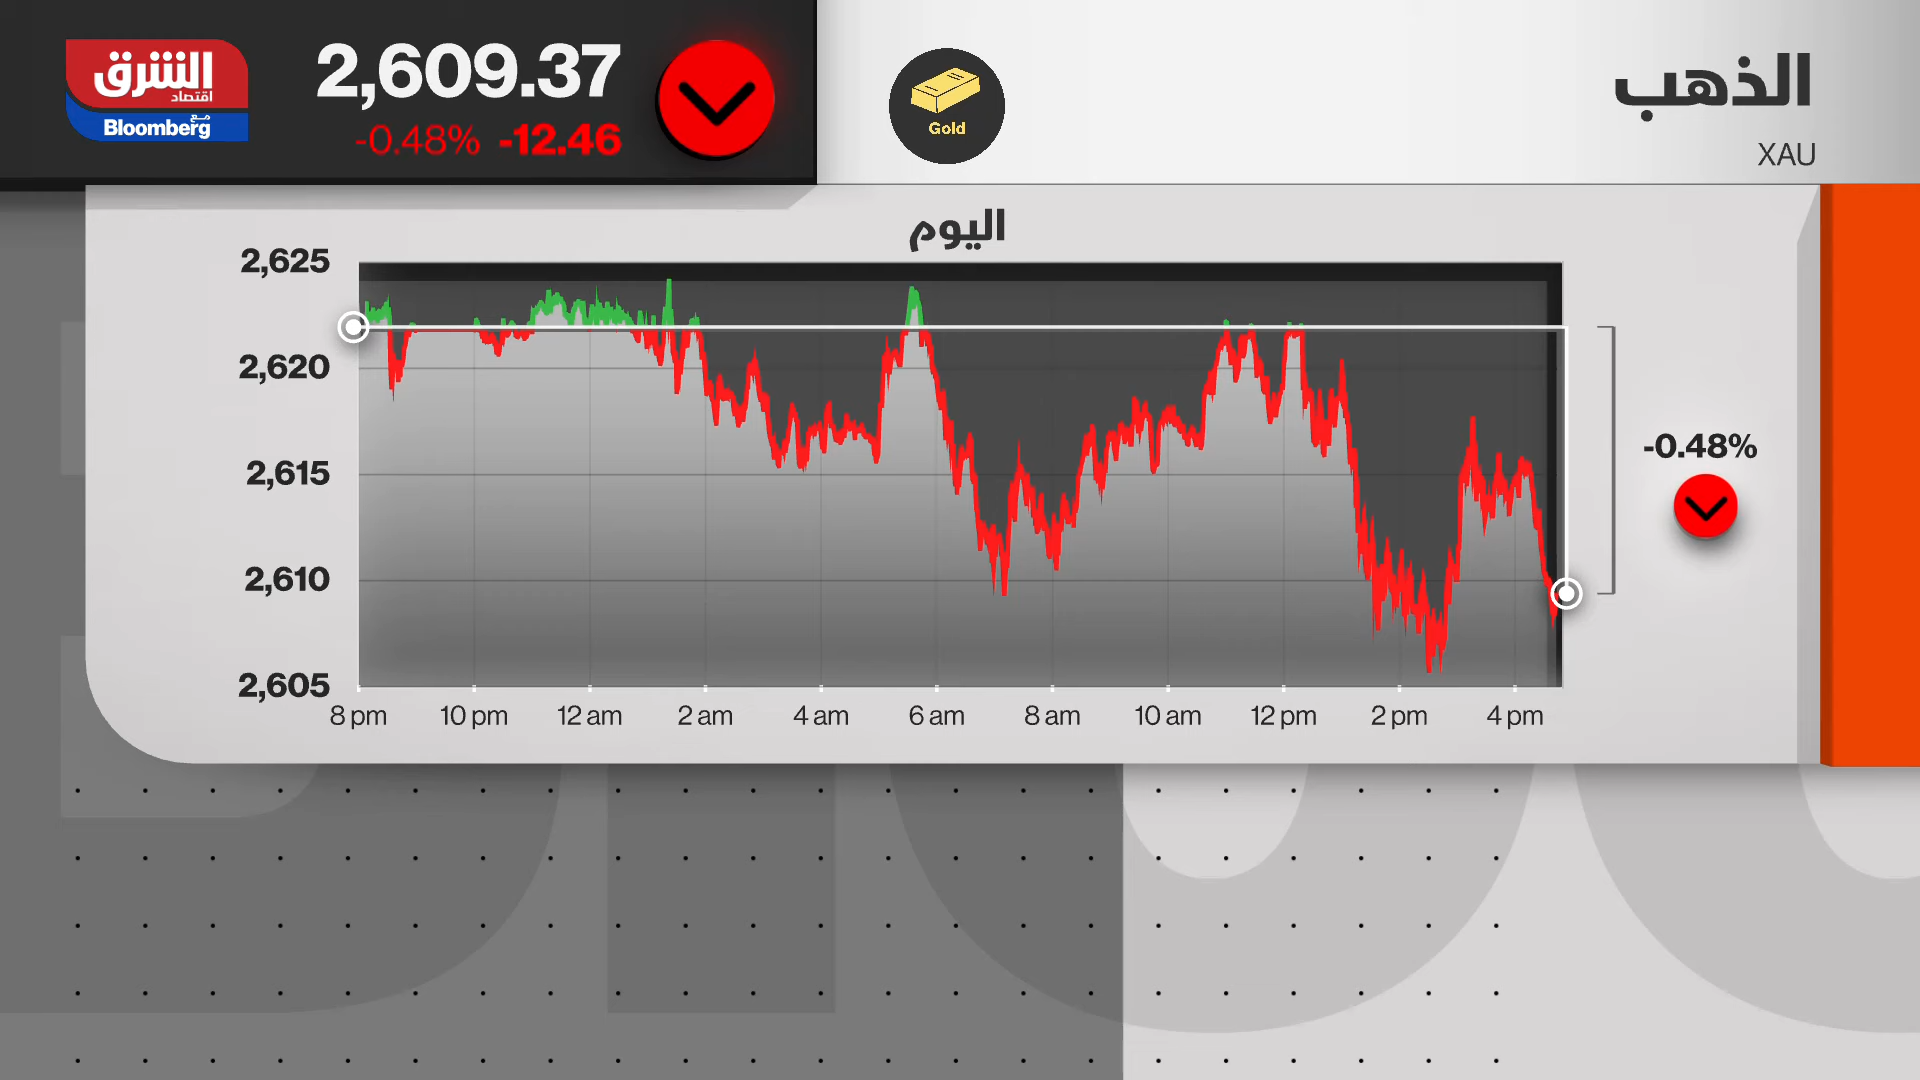 الشرق
اقتصاد
مع
Bloomberg
2,609.37
-0.48% -12.46
Gold
الذهب
XAU
اليوم
2,625
2,620
2,615
2,610
2,605
8 pm 10 pm 12 am 2 am 4 am 6 am 8 am 10 am 12 pm 2 pm 4 pm
-0.48%